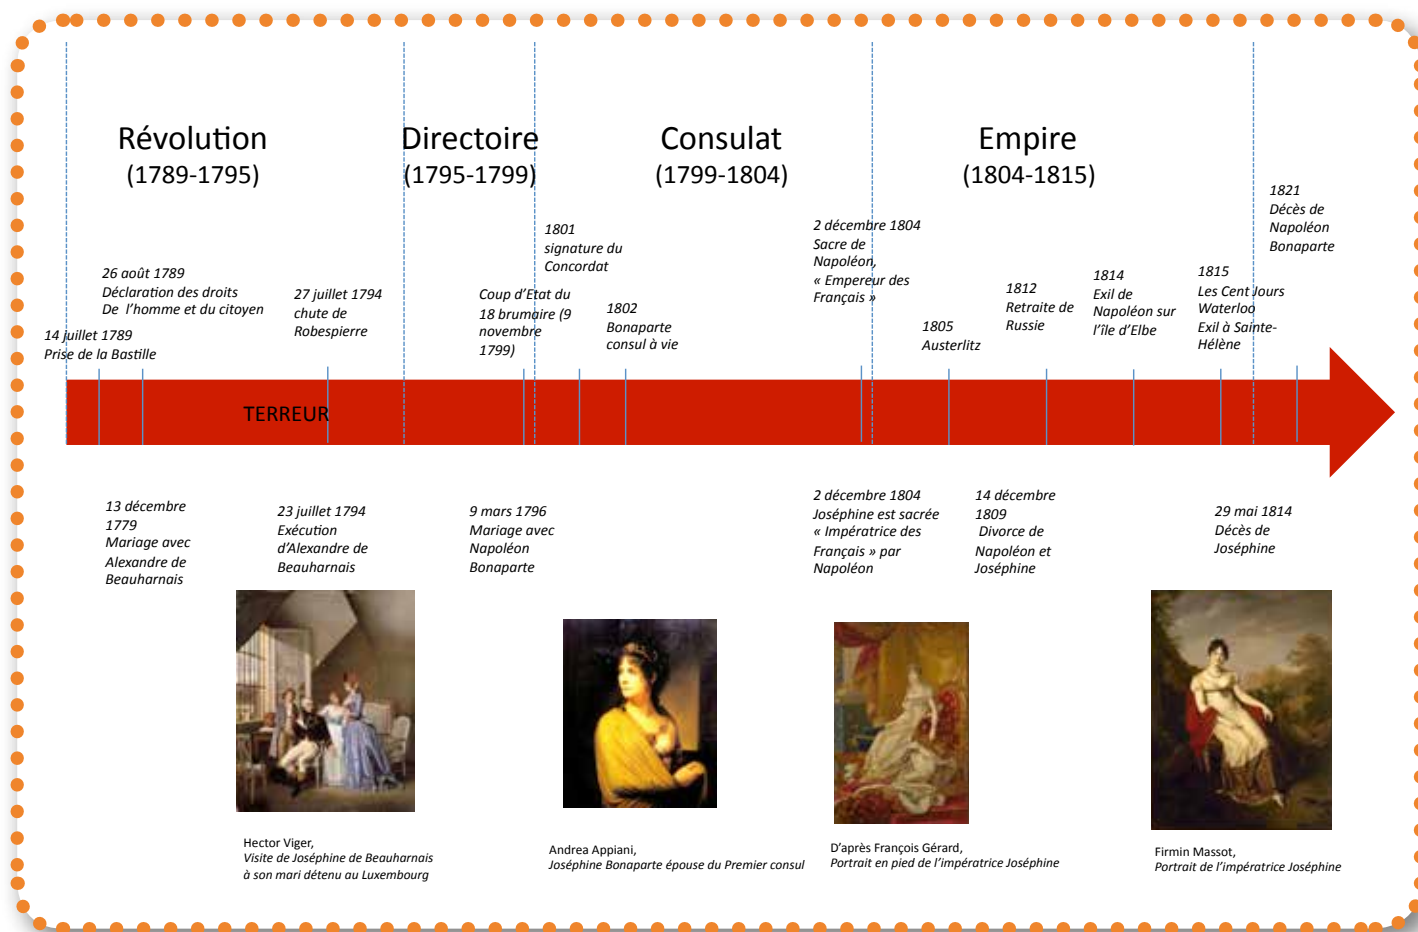 Révolution
(1789-1795)
Directoire
(1795-1799)
Consulat
(1799-1804)
Empire
(1804-1815)
14 juillet 1789
Prise de la Bastille
26 août 1789
Déclaration des droits
De  l'homme et du citoyen
27 juillet 1794
chute de
Robespierre
Coup d'Etat du
18 brumaire (9
novembre
1799)
1801
signature du
Concordat
1802
Bonaparte
consul à vie
2 décembre 1804
Sacre de
Napoléon,
« Empereur des
Français »
1805
Austerlitz
1812
Retraite de
Russie
1814
Exil de
Napoléon sur
l'île d'Elbe
1815
Les Cent Jours
Waterloo
Exil à Sainte-
Hélène
1821
Décès de
Napoléon
Bonaparte
TERREUR
13 décembre
1779
Mariage avec
Alexandre de
Beauharnais
23 juillet 1794
Exécution
d'Alexandre de
Beauharnais
9 mars 1796
Mariage avec
Napoléon
Bonaparte
2 décembre 1804
Joséphine est sacrée
« Impératrice des
Français » par
Napoléon
14 décembre
1809
Divorce de
Napoléon et
Joséphine
29 mai 1814
Décès de
Joséphine
Hector Viger,
Visite de Joséphine de Beauharnais
à son mari détenu au Luxembourg
Andrea Appiani,
Joséphine Bonaparte épouse du Premier consul
D'après François Gérard,
Portrait en pied de l'impératrice Joséphine
Firmin Massot,
Portrait de l'impératrice Joséphine